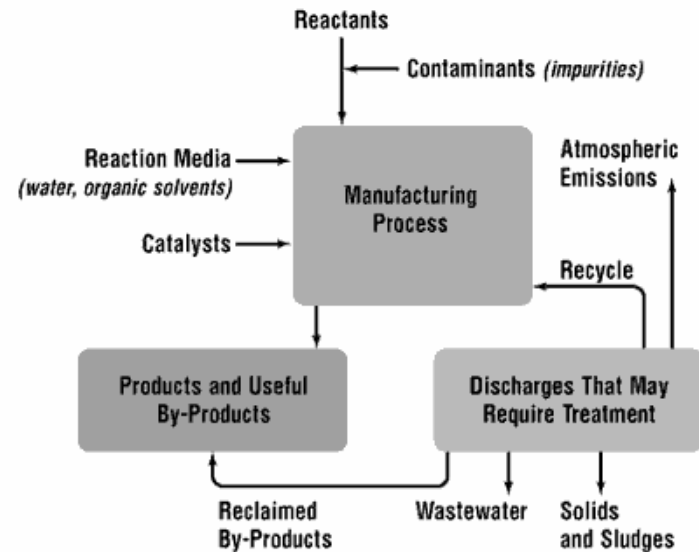 Reactants
Contaminants (impurities)
Reaction Media
(water, organic solvents)
Catalysts
Manufacturing
Process
Atmospheric
Emissions
Recycle
Products and Useful
By-Products
Discharges That May
Require Treatment
Reclaimed
By-Products
Wastewater
Solids
and Sludges